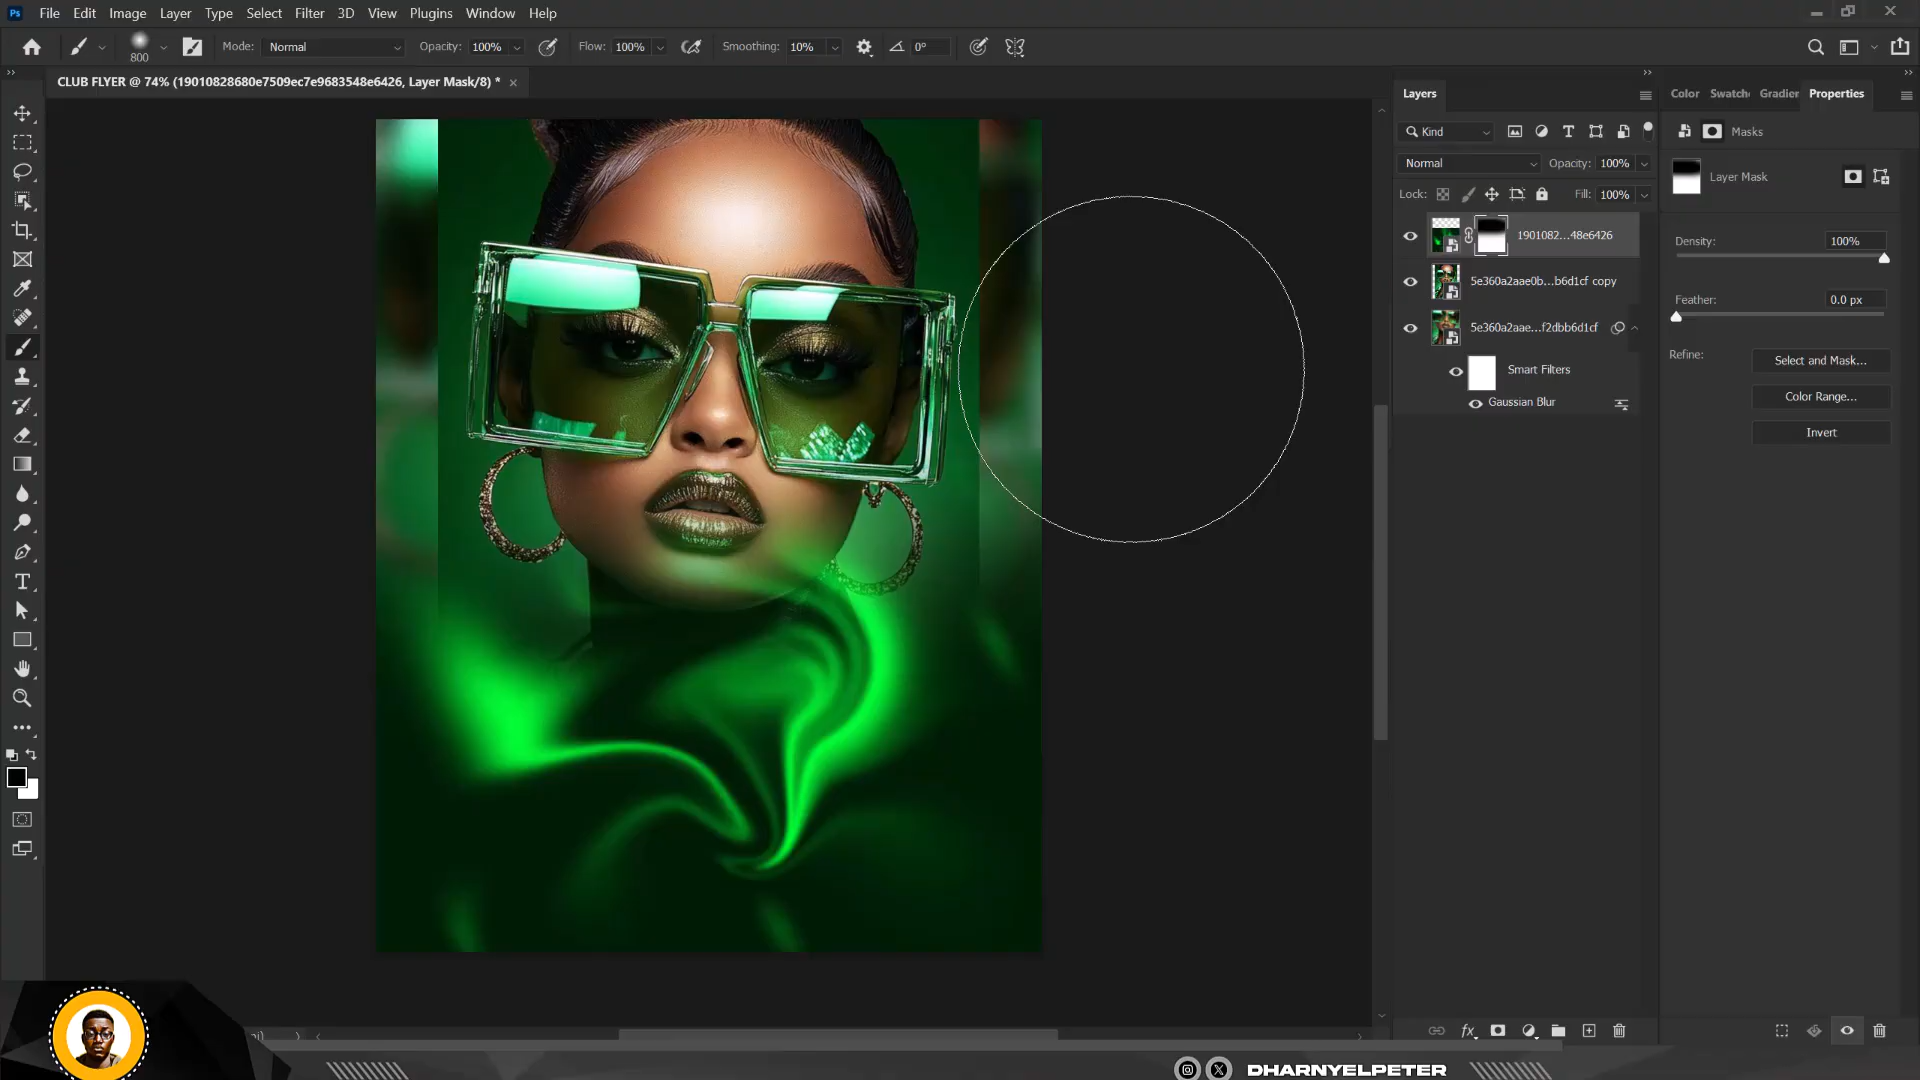 Ps File Edit Image Layer Type Select Filter 3D View Plugins Window Help
800 Mode: Normal Opacity: 100% Flow: 100% Smoothing: 10% 0°
CLUB FLYER @ 74% (19010828680e7509ec7e9683548e6426, Layer Mask/8) * ×
Layers
Kind
Normal Opacity: 100%
Lock: Fill: 100%
1901082...48e6426
5e360a2aae0b...b6d1cf copy
5e360a2aae...f2dbb6d1cf
Smart Filters
Gaussian Blur
Color Swatch Gradien Properties
Masks
Layer Mask
Density: 100%
Feather: 0.0 px
Refine: Select and Mask...
Color Range...
Invert
T
fx
DHARNYELPETER